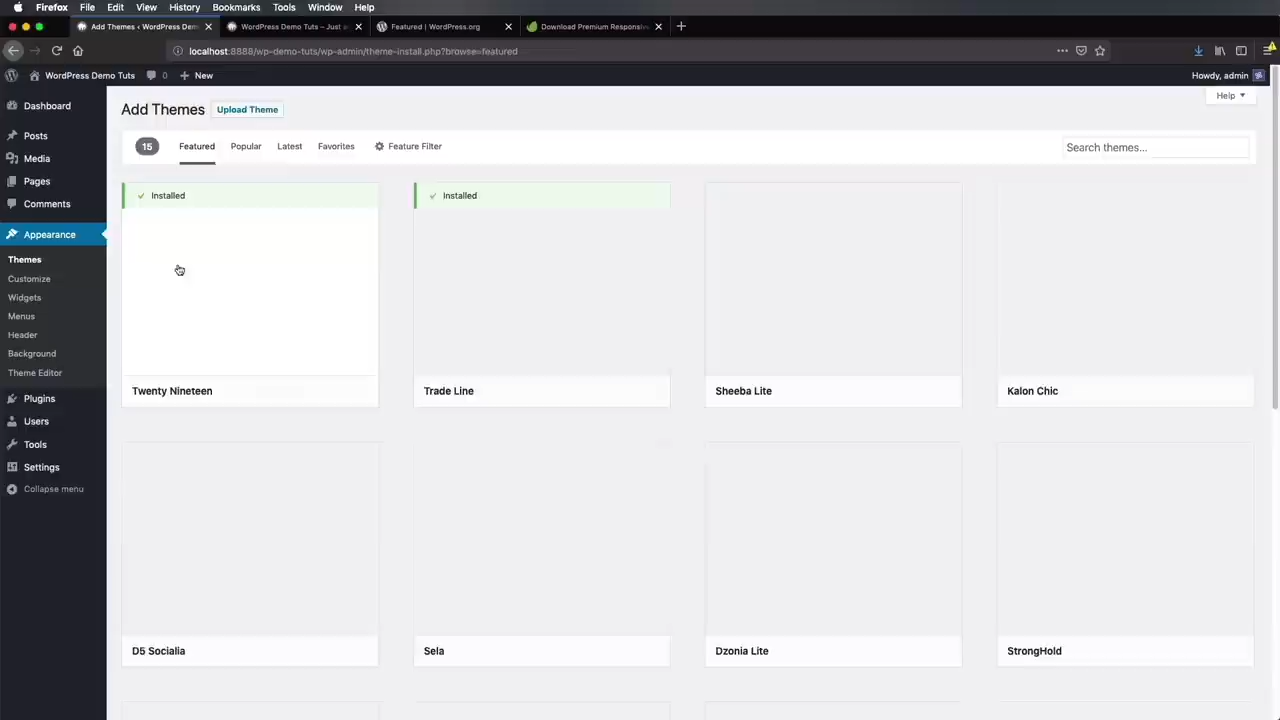 Firefox File Edit View History Bookmarks Tools Window Help
Add Themes ‹ WordPress Demo
WordPress Demo Tuts – Just
Featured | WordPress.org
Download Premium Responsive
localhost:8888/wp-demo-tuts/wp-admin/theme-install.php?browse=featured
WordPress Demo Tuts 0 New
Howdy, admin
Dashboard
Posts
Media
Pages
Comments
Appearance
Themes
Customize
Widgets
Menus
Header
Background
Theme Editor
Plugins
Users
Tools
Settings
Collapse menu
Help
Add Themes Upload Theme
15 Featured Popular Latest Favorites Feature Filter
Search themes...
Installed
Installed
Twenty Nineteen
Trade Line
Sheeba Lite
Kalon Chic
D5 Socialia
Sela
Dzonia Lite
StrongHold